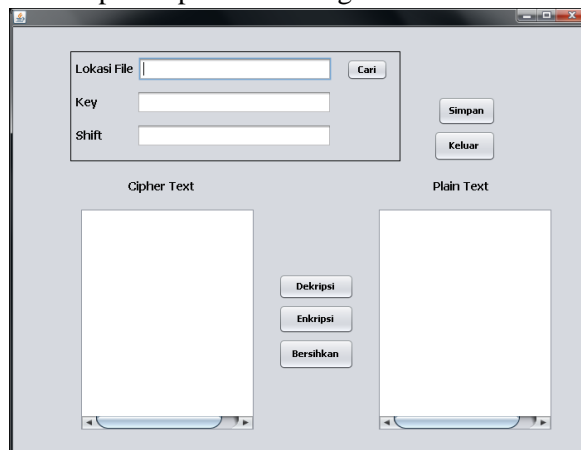 Lokasi File
Cari
Key
Shift
Simpan
Keluar
Cipher Text
Plain Text
Dekripsi
Enkripsi
Bersihkan